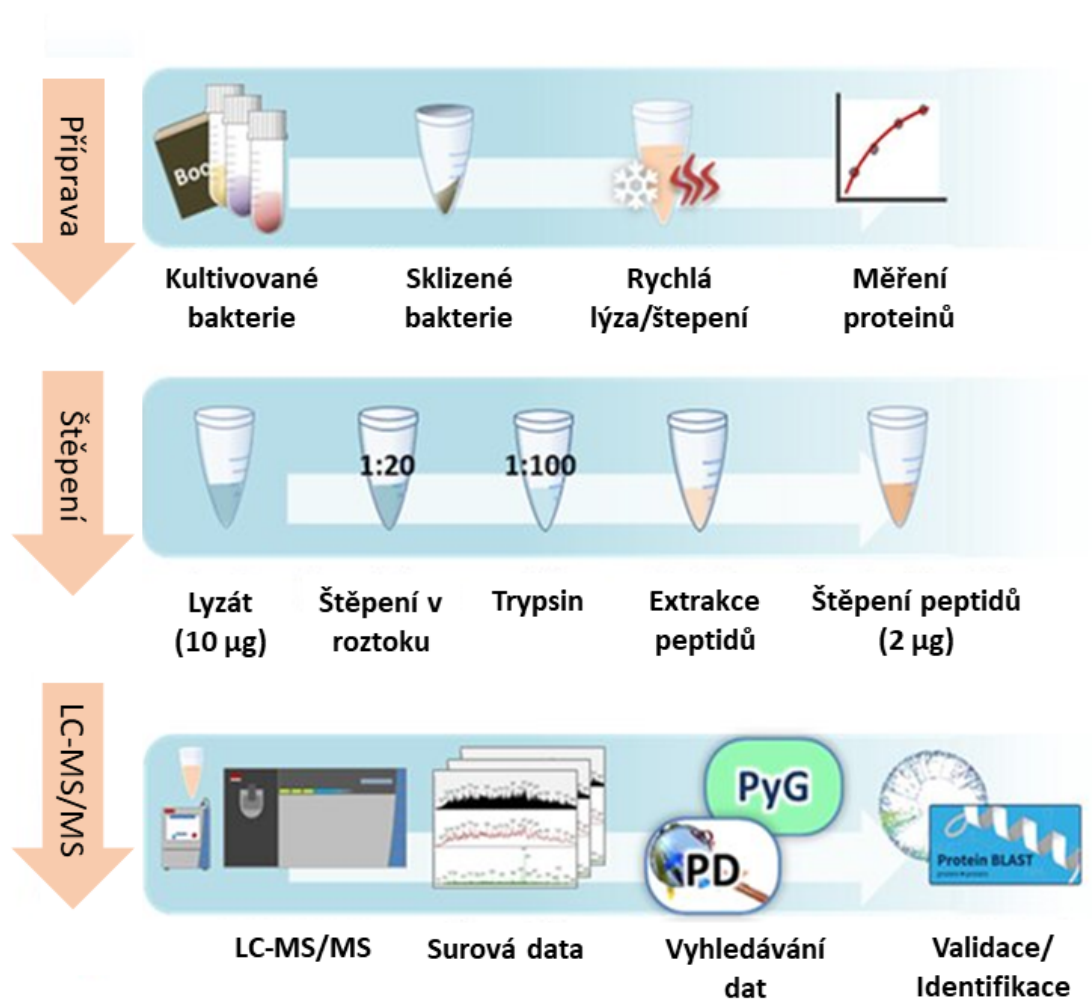 Příprava
Boo
Kultivované
bakterie
Sklizené
bakterie
Rychlá
lýza/štepení
Měření
proteinů
Štěpení
1:20
1:100
Lyzát
(10 µg)
Štěpení v
roztoku
Trypsin
Extrakce
peptidů
Štěpení peptidů
(2 µg)
LC-MS/MS
PyG
PD
Protein BLAST
LC-MS/MS
Surová data
Vyhledávání
dat
Validace/
Identifikace